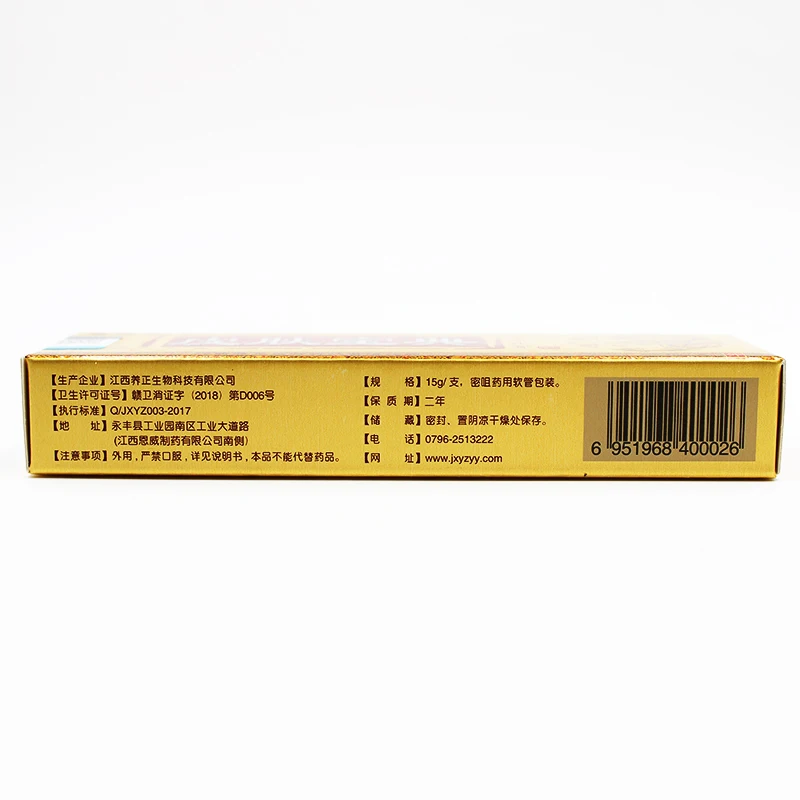 【生产企业】江西养正生物科技有限公司
【卫生许可证号】赣卫消证字（2018）第D006号
【执行标准】Q/JXYZ003-2017
【地 址】永丰县工业园南区工业大道路
(江西恩威制药有限公司南侧)
【注意事项】外用，严禁口服，详见说明书，本品不能代替药品。
【规 格】15g/支，密咀药用软管包装。
【保 质 期】二年
【储 藏】密封、置阴凉干燥处保存。
【电 话】0796-2513222
【网 址】www.jxyzyy.com
6 951968 400026